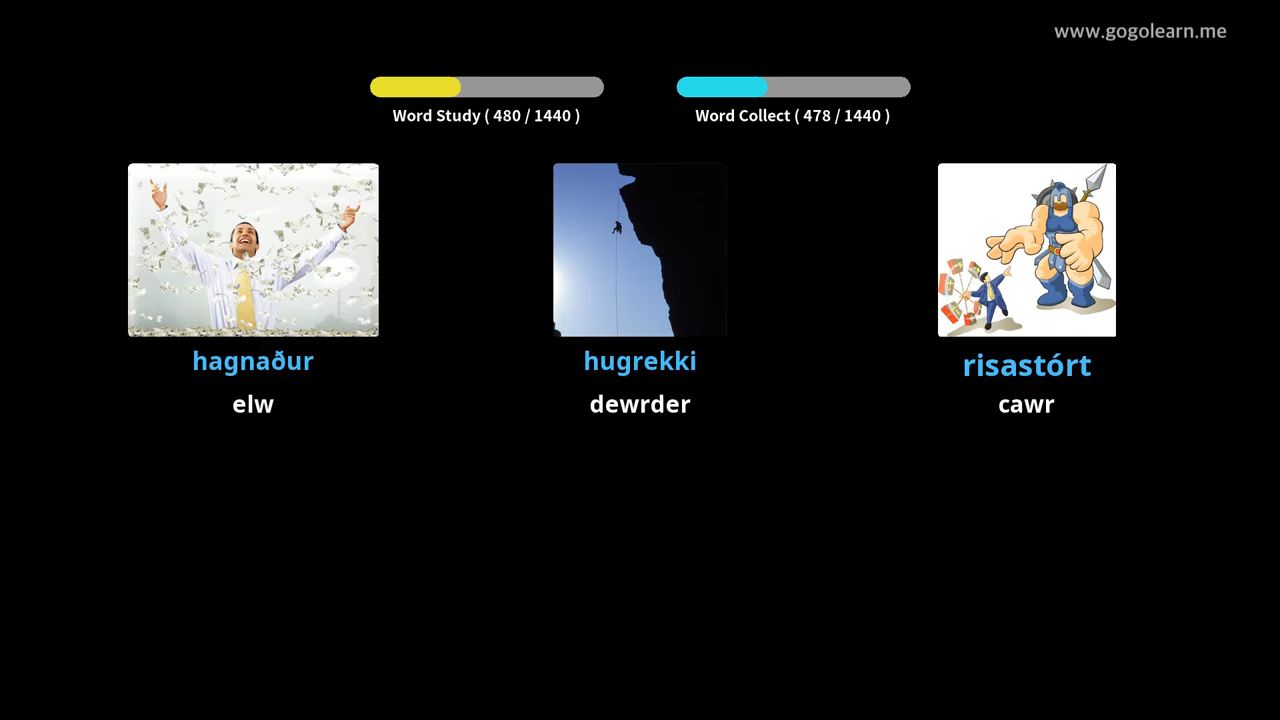 www.gogolearn.me
Word Study ( 480 / 1440 )
Word Collect ( 478 / 1440 )
hagnaður
hugrekki
risastórt
elw
dewrder
cawr